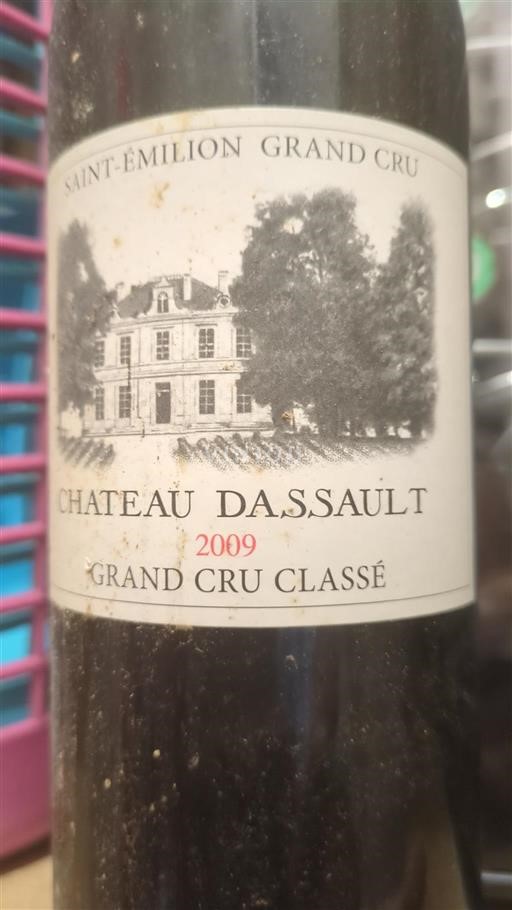 SAINT-ÉMILION GRAND CRU
CHATEAU DASSAULT
2009
GRAND CRU CLASSÉ